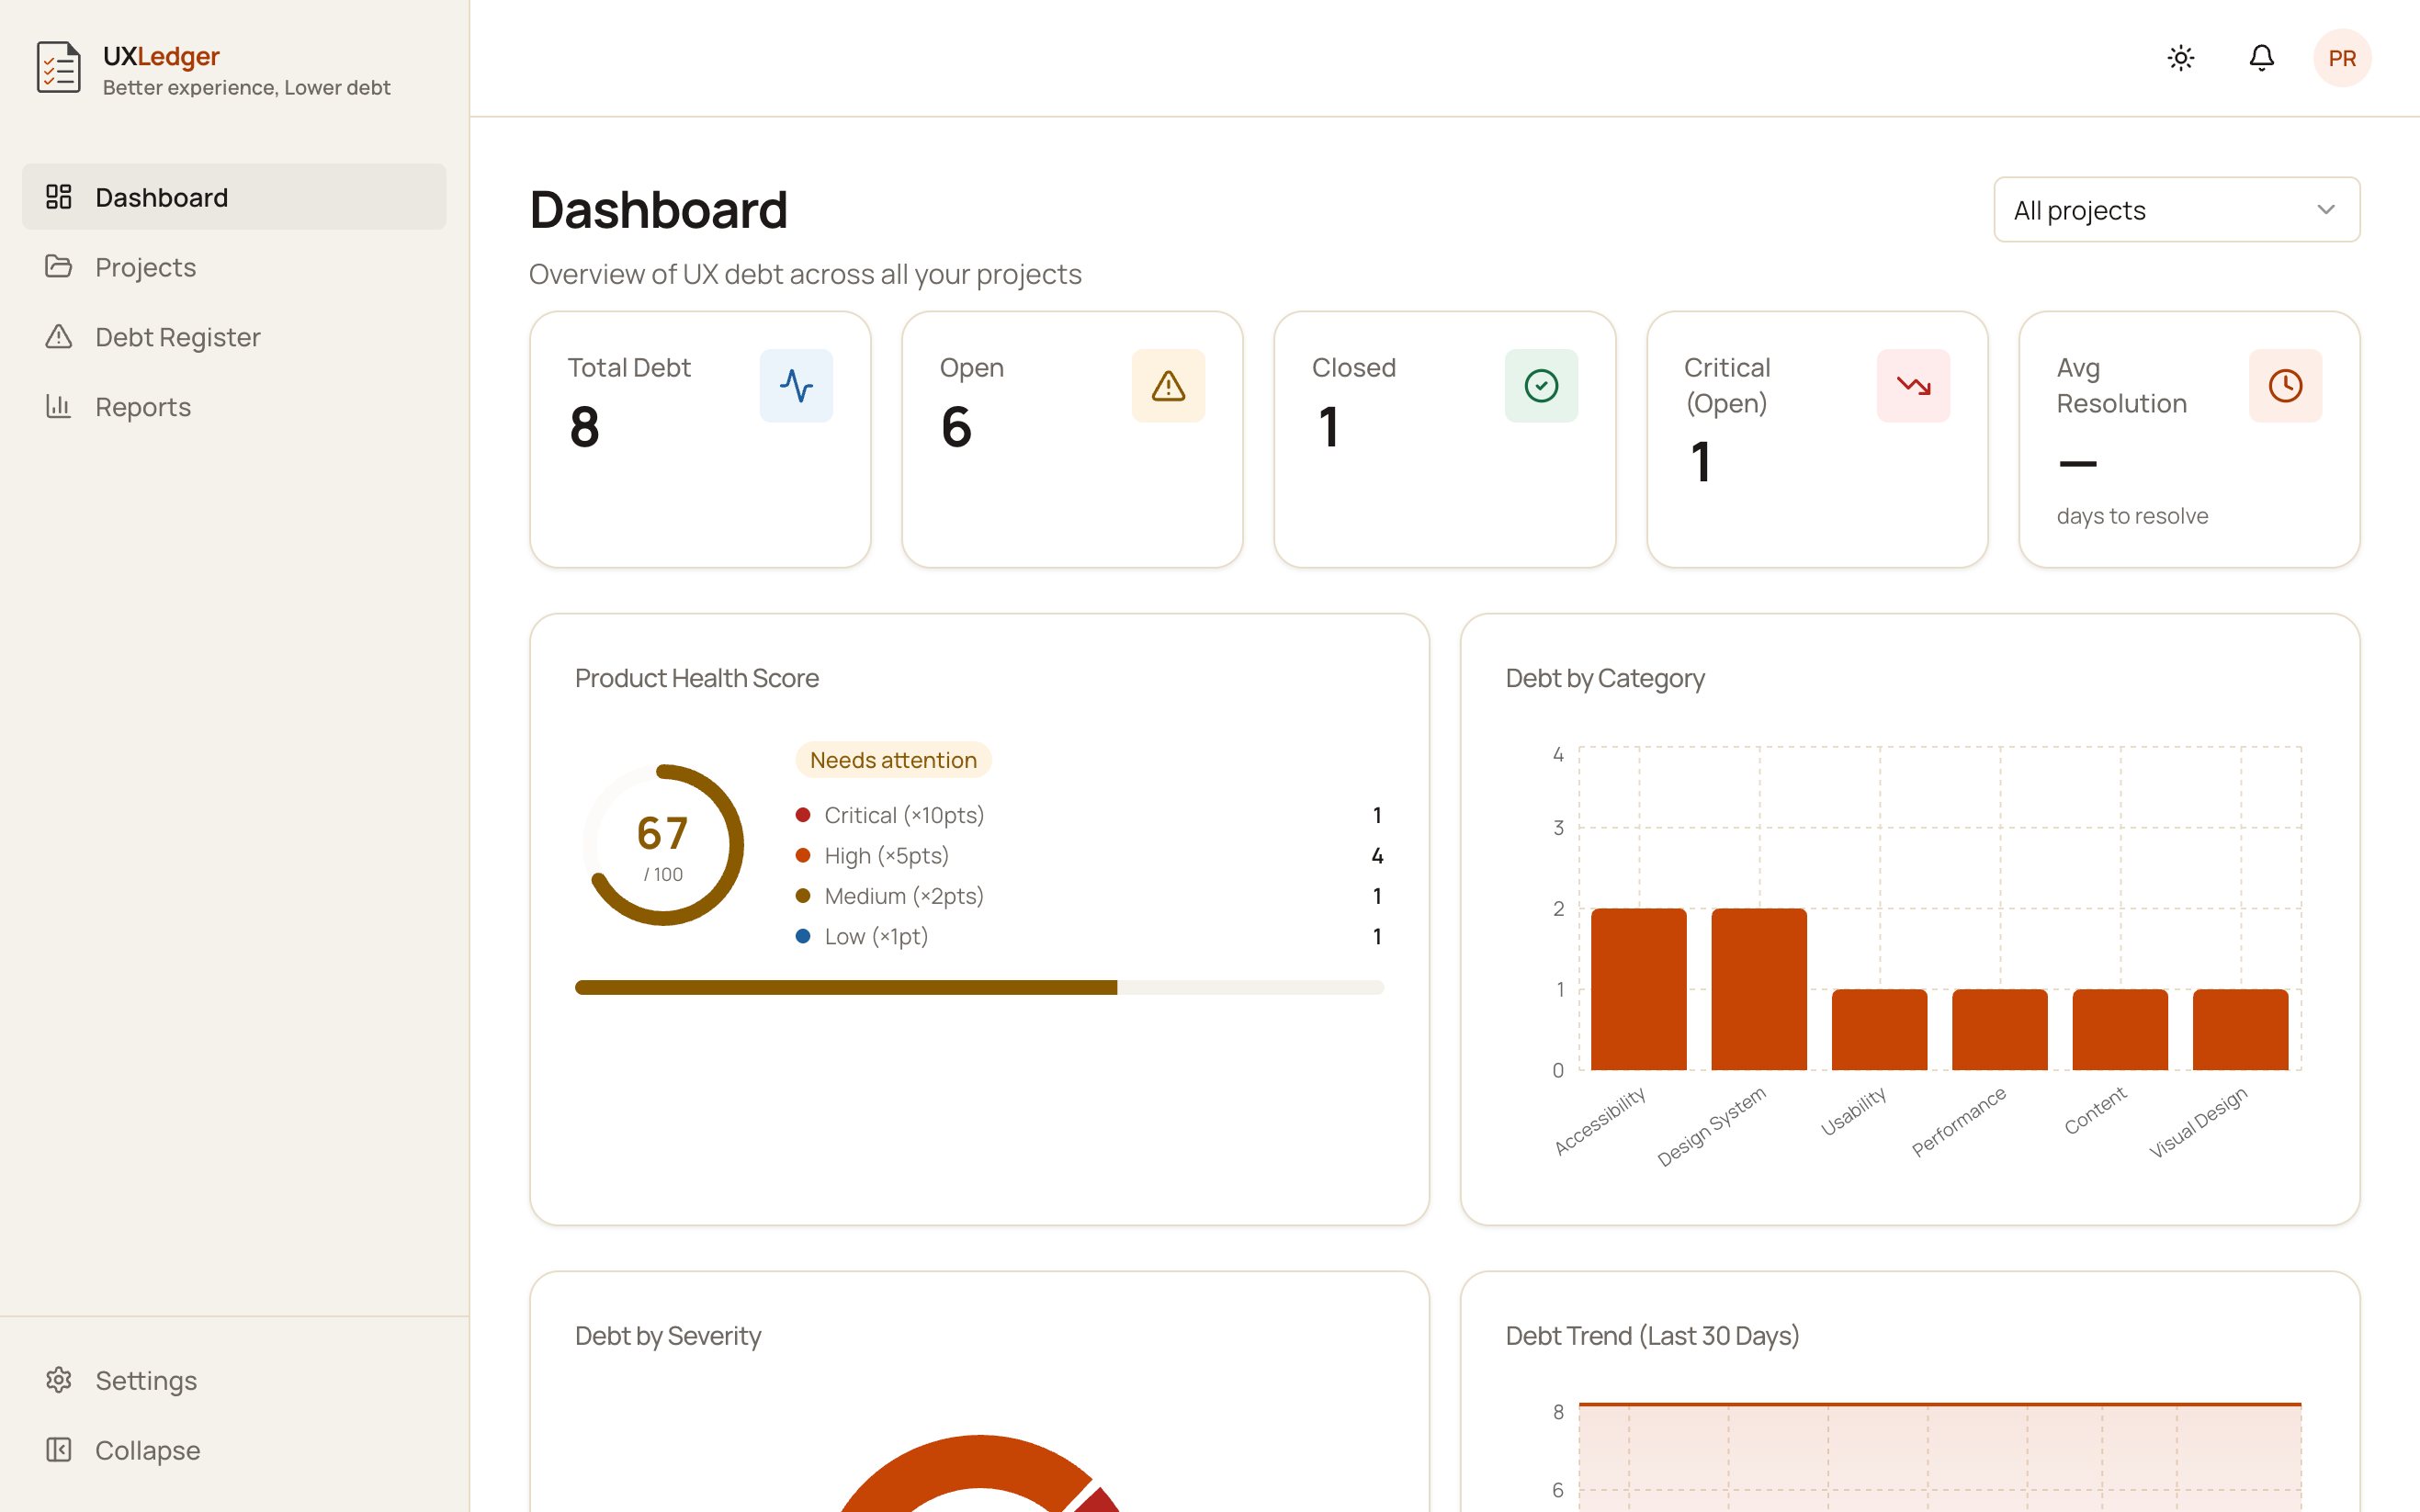 UXLedger
Better experience, Lower debt
PR
Dashboard
Projects
Debt Register
Reports
Settings
Collapse
Dashboard
All projects
Overview of UX debt across all your projects
Total Debt
8
Open
6
Closed
1
Critical
(Open)
1
Avg
Resolution
—
days to resolve
Product Health Score
67
/ 100
Needs attention
Critical (×10pts) 1
High (×5pts) 4
Medium (×2pts) 1
Low (×1pt) 1
Debt by Category
4
3
2
1
0
Accessibility
Design System
Usability
Performance
Content
Visual Design
Debt by Severity
Debt Trend (Last 30 Days)
8
6